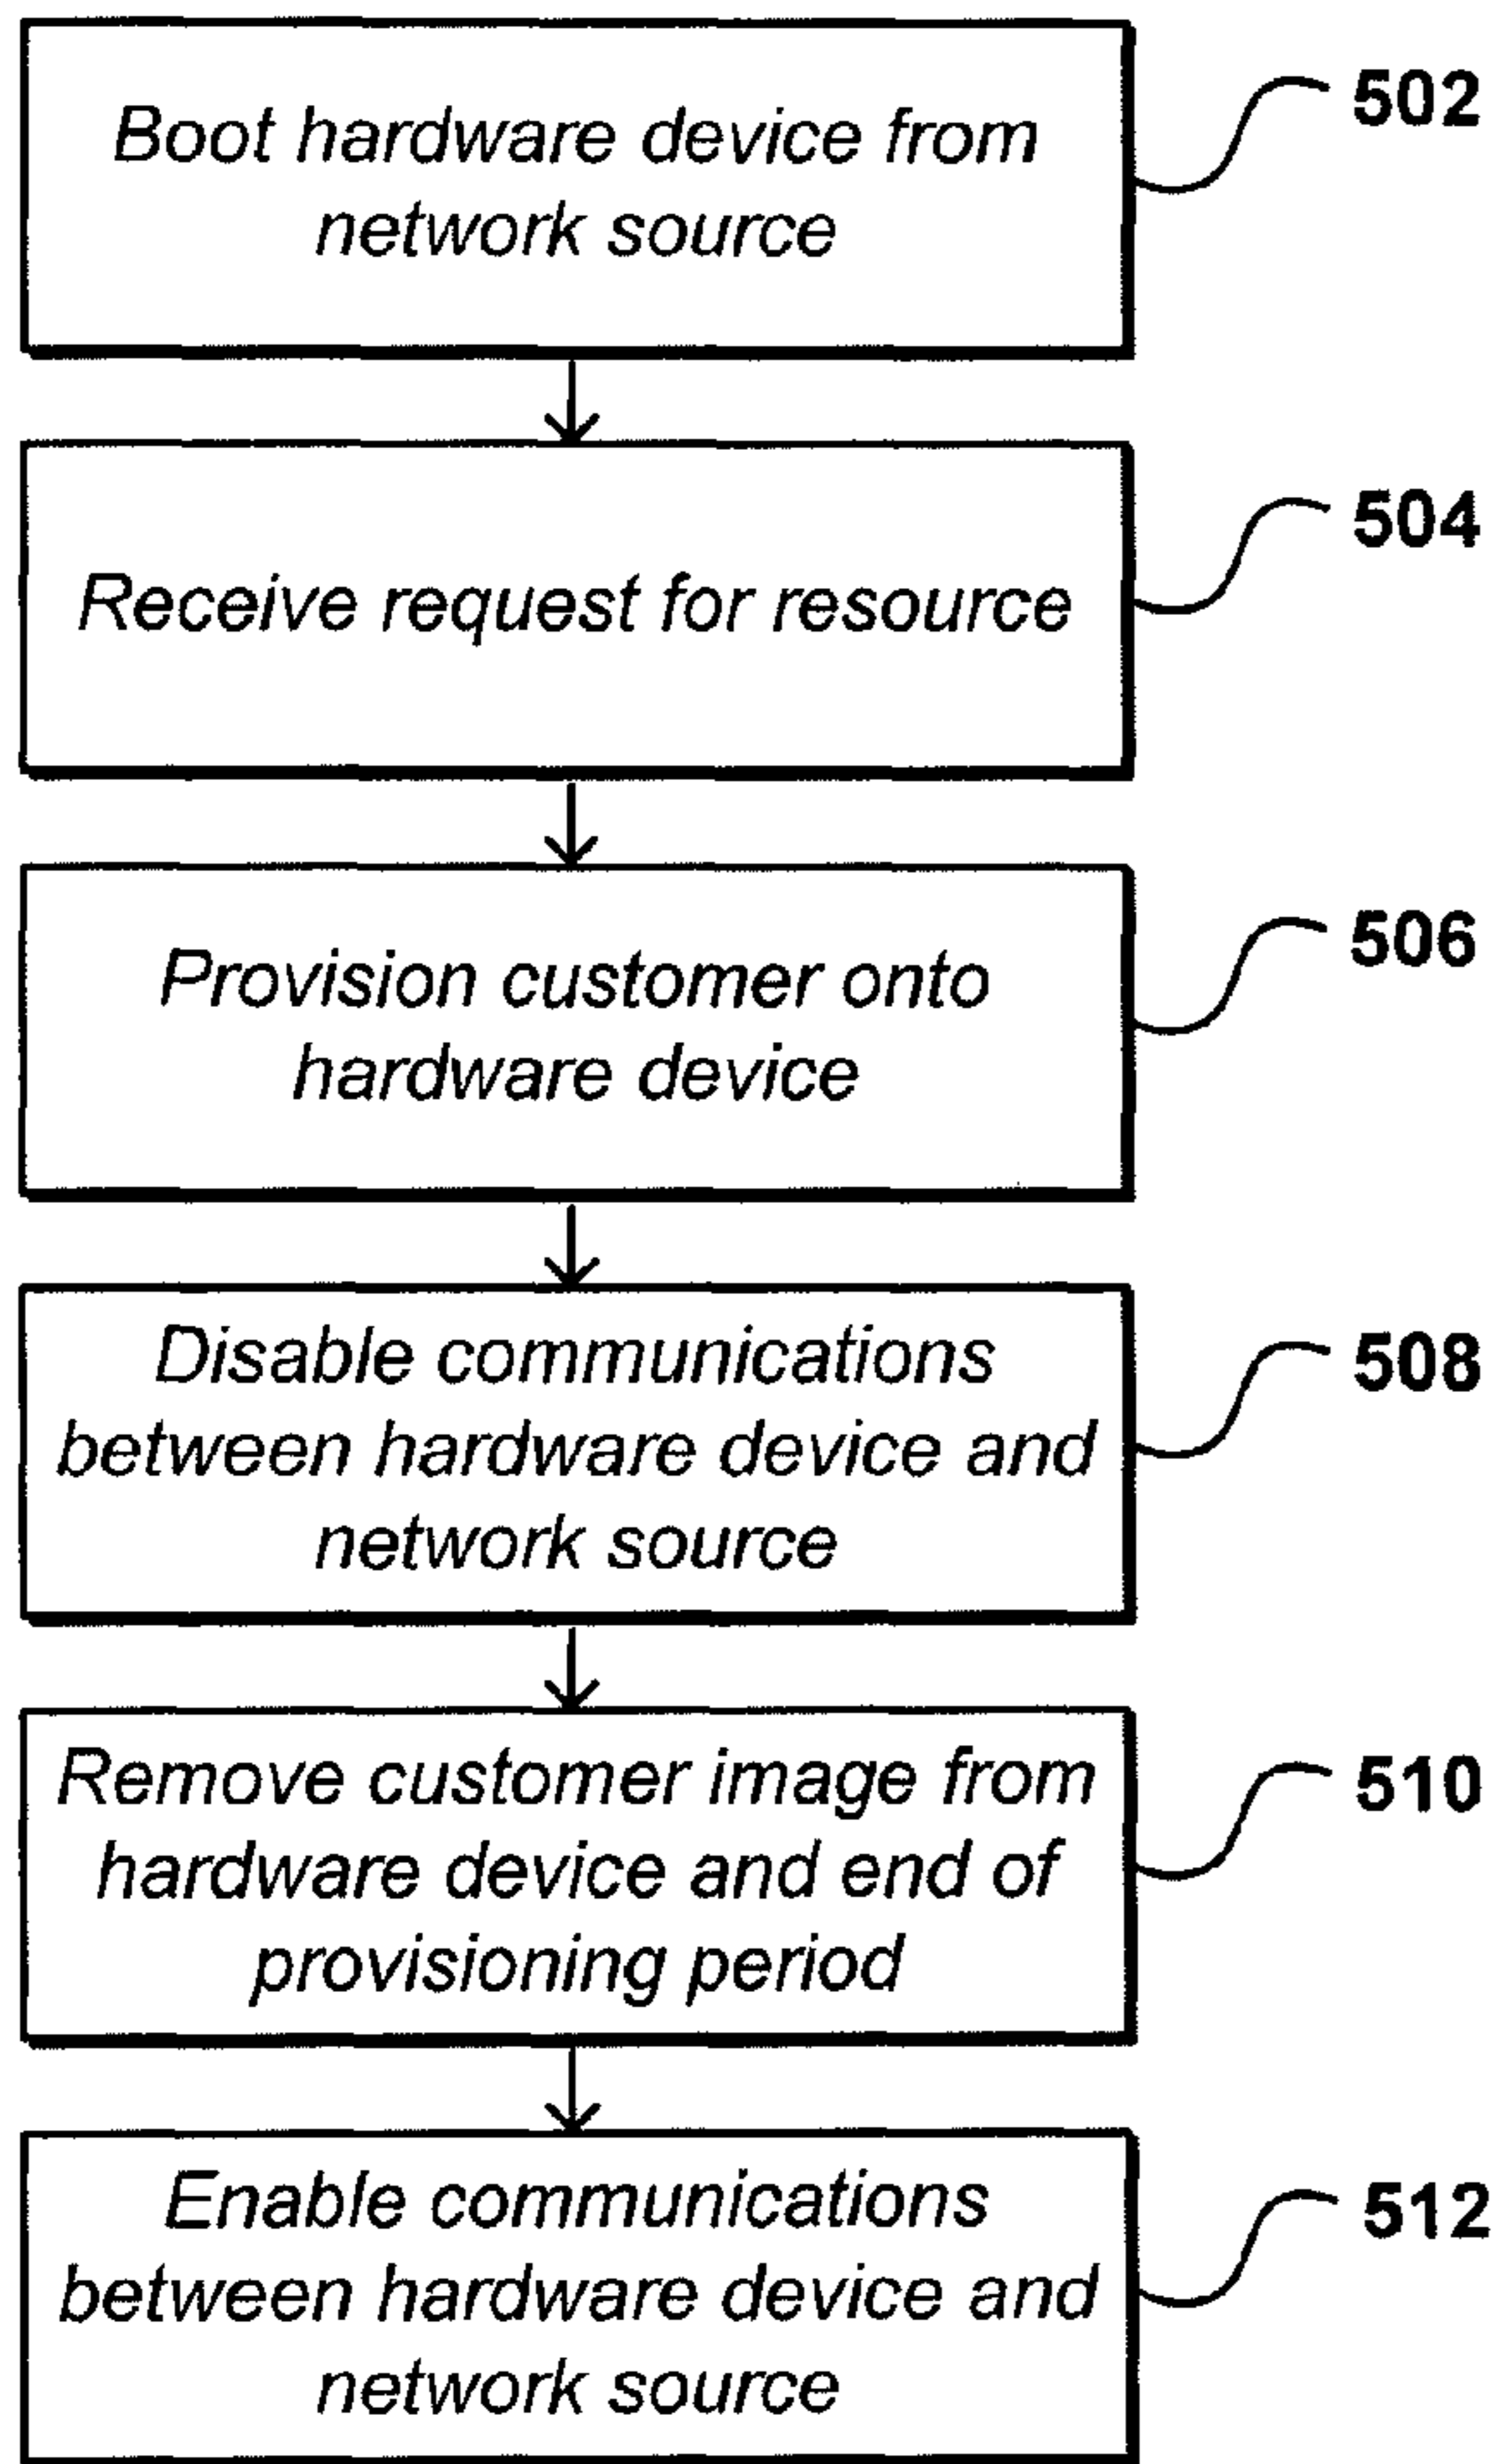 Boot hardware device from
network source
502
Receive request for resource
504
Provision customer onto
hardware device
506
Disable communications
between hardware device and
network source
508
Remove customer image from
hardware device and end of
provisioning period
510
Enable communications
between hardware device and
network source
512